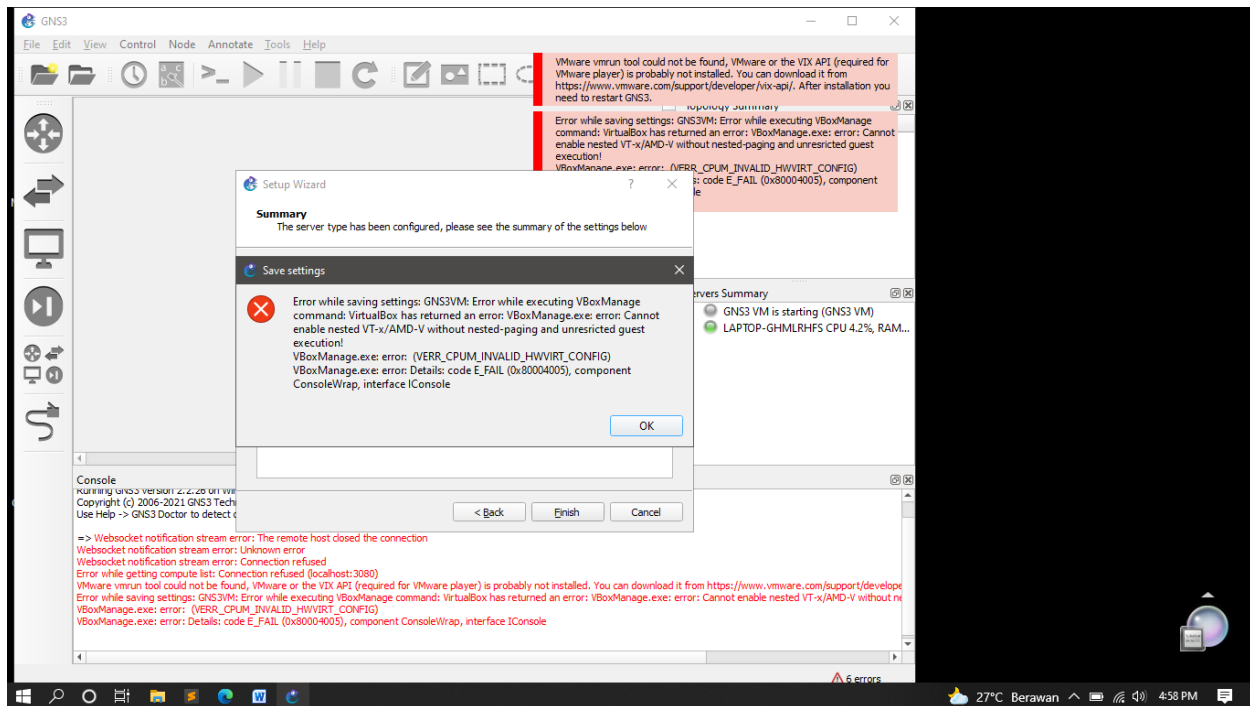 GNS3
File Edit View Control Node Annotate Tools Help
VMware vmrun tool could not be found, VMware or the VIX API (required for
VMware player) is probably not installed. You can download it from
https://www.vmware.com/support/developer/vix-api/. After installation you
need to restart GNS3.
Topology Summary
Error while saving settings: GNS3VM: Error while executing VBoxManage
command: VirtualBox has returned an error: VBoxManage.exe: error: Cannot
enable nested VT-x/AMD-V without nested-paging and unresricted guest
execution!
VBoxManage.exe: error: (VERR_CPUM_INVALID_HWVIRT_CONFIG)
s: code E_FAIL (0x80004005), component
Setup Wizard
Summary
The server type has been configured, please see the summary of the settings below
Save settings
Error while saving settings: GNS3VM: Error while executing VBoxManage
command: VirtualBox has returned an error: VBoxManage.exe: error: Cannot
enable nested VT-x/AMD-V without nested-paging and unresricted guest
execution!
VBoxManage.exe: error: (VERR_CPUM_INVALID_HWVIRT_CONFIG)
VBoxManage.exe: error: Details: code E_FAIL (0x80004005), component
ConsoleWrap, interface IConsole
OK
ervers Summary
GNS3 VM is starting (GNS3 VM)
LAPTOP-GHMLRHFS CPU 4.2%, RAM...
< Back Finish Cancel
Console
Running GNS3 version 2.2.26 on Win
Copyright (c) 2006-2021 GNS3 Tech
Use Help -> GNS3 Doctor to detect
=> Websocket notification stream error: The remote host closed the connection
Websocket notification stream error: Unknown error
Websocket notification stream error: Connection refused
Error while getting compute list: Connection refused (localhost:3080)
VMware vmrun tool could not be found, VMware or the VIX API (required for VMware player) is probably not installed. You can download it from https://www.vmware.com/support/develope
Error while saving settings: GNS3VM: Error while executing VBoxManage command: VirtualBox has returned an error: VBoxManage.exe: error: Cannot enable nested VT-x/AMD-V without ne
VBoxManage.exe: error: (VERR_CPUM_INVALID_HWVIRT_CONFIG)
VBoxManage.exe: error: Details: code E_FAIL (0x80004005), component ConsoleWrap, interface IConsole
6 errors
27°C Berawan 4:58 PM